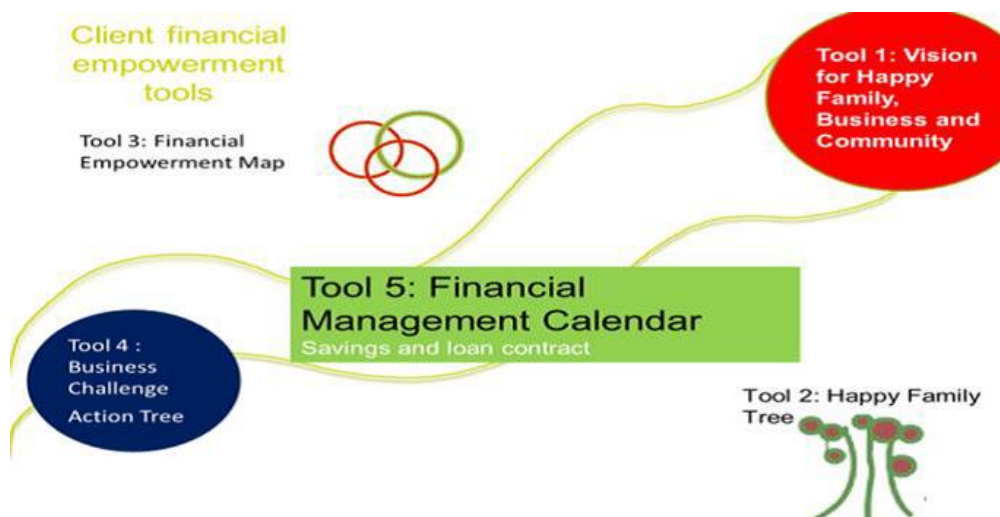 Client financial
empowerment
tools
Tool 3: Financial
Empowerment Map
Tool 1: Vision
for Happy
Family,
Business and
Community
Tool 5: Financial
Management Calendar
Savings and loan contract
Tool 4 :
Business
Challenge
Action Tree
Tool 2: Happy Family
Tree